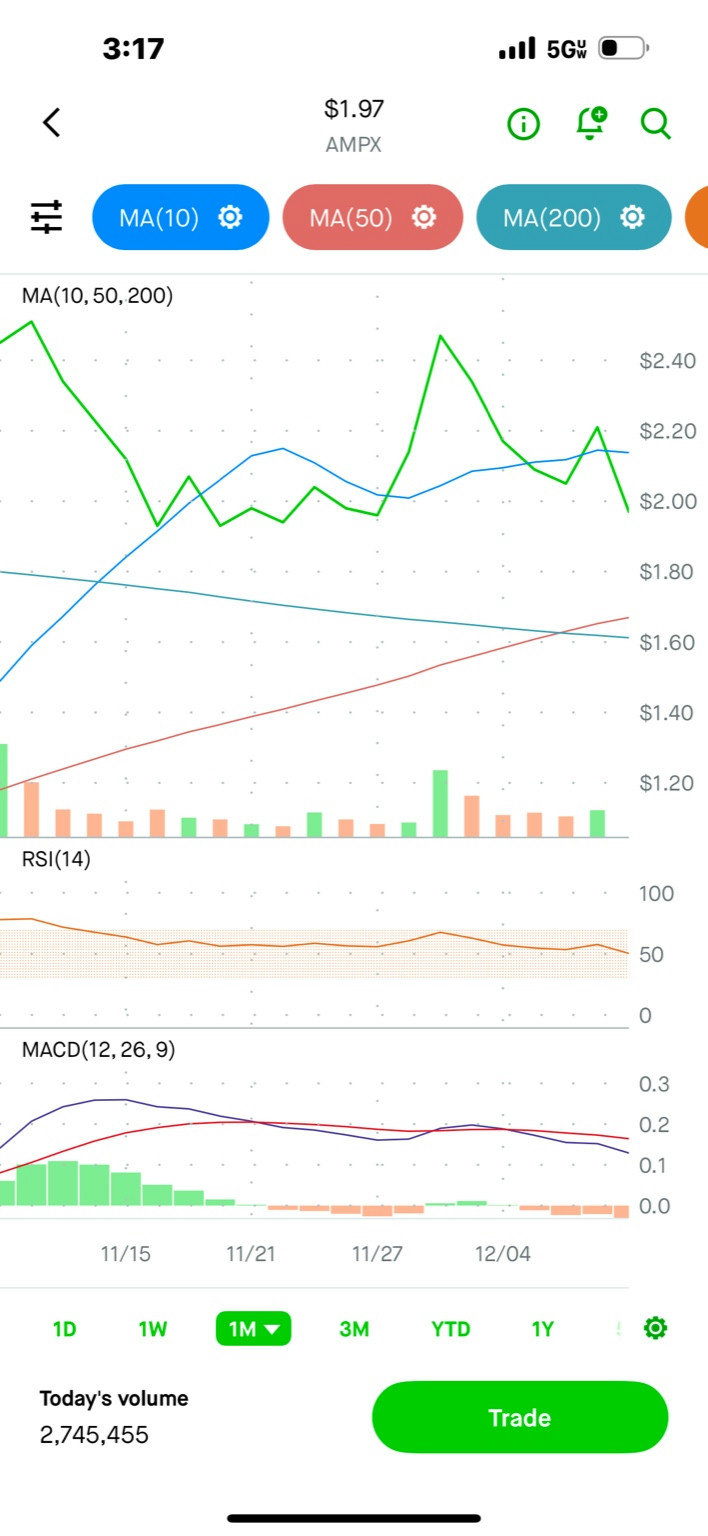 3:17
5GUW
$1.97
AMPX
MA(10) MA(50) MA(200)
MA(10,50,200)
$2.40
$2.20
$2.00
$1.80
$1.60
$1.40
$1.20
RSI(14)
100
50
0
MACD(12,26,9)
0.3
0.2
0.1
0.0
11/15 11/21 11/27 12/04
1D 1W 1M 3M YTD 1Y
Today's volume
2,745,455
Trade